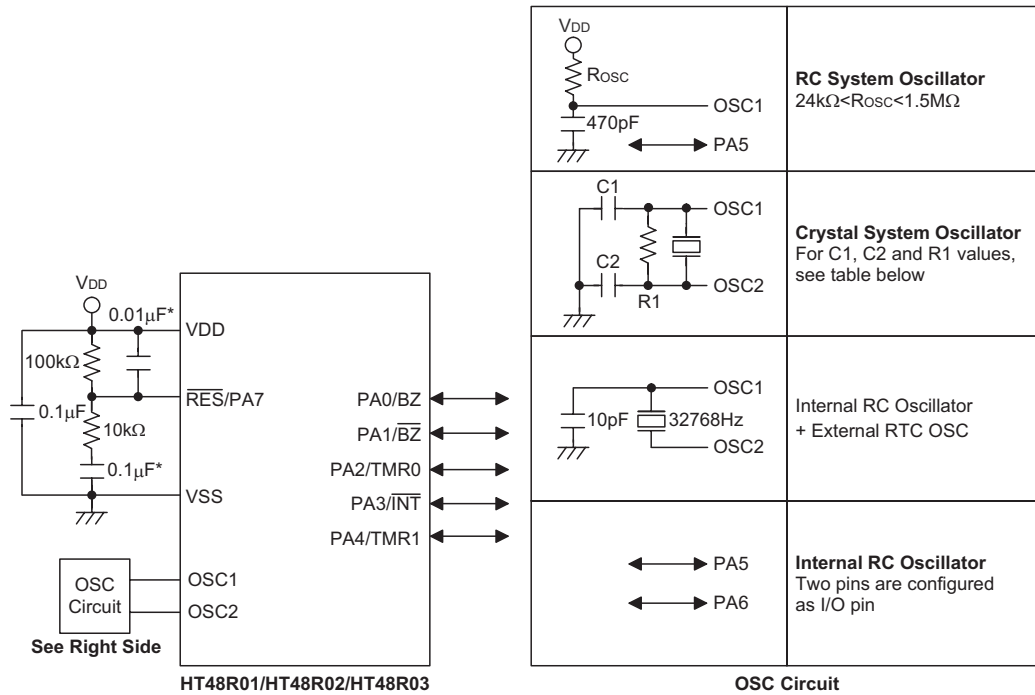 VDD
0.01μF*
VDD
100kΩ
RES/PA7
0.1μF
10kΩ
0.1μF*
VSS
OSC
Circuit
OSC1
OSC2
See Right Side
PA0/BZ
PA1/BZ
PA2/TMR0
PA3/INT
PA4/TMR1
HT48R01/HT48R02/HT48R03
VDD
ROSC
OSC1
470pF
PA5
RC System Oscillator
24kΩ<ROSC<1.5MΩ
C1
OSC1
C2
OSC2
R1
Crystal System Oscillator
For C1, C2 and R1 values,
see table below
OSC1
10pF
32768Hz
OSC2
Internal RC Oscillator
+ External RTC OSC
PA5
PA6
Internal RC Oscillator
Two pins are configured
as I/O pin
OSC Circuit